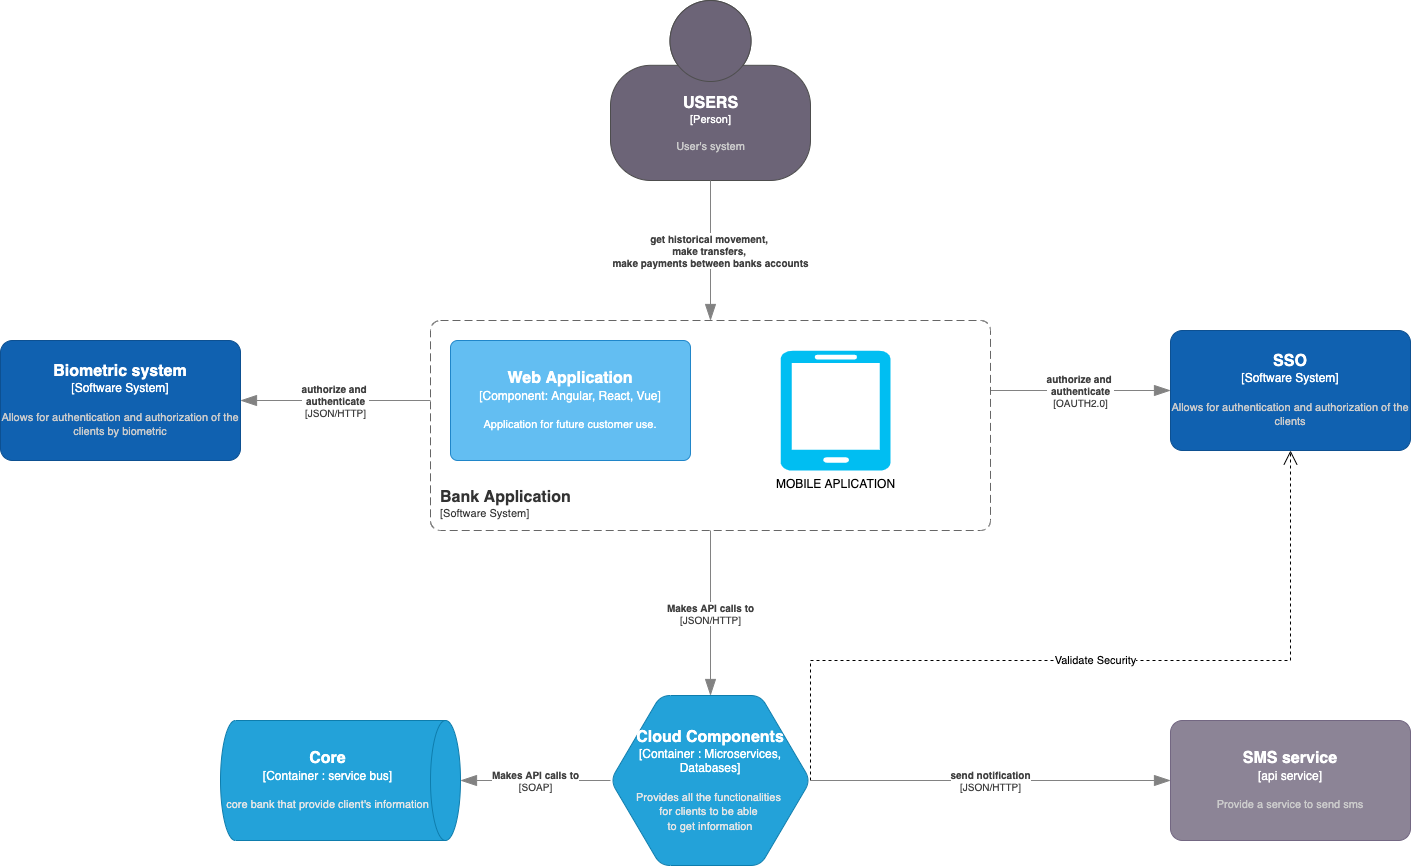 USERS
[Person]
User's system
get historical movement,
make transfers,
make payments between banks accounts
Biometric system
[Software System]
Allows for authentication and authorization of the
clients by biometric
authorize and
authenticate
[JSON/HTTP]
Web Application
[Component: Angular, React, Vue]
Application for future customer use.
MOBILE APLICATION
Bank Application
[Software System]
authorize and
authenticate
[OAUTH2.0]
SSO
[Software System]
Allows for authentication and authorization of the
clients
Makes API calls to
[JSON/HTTP]
Validate Security
Core
[Container : service bus]
core bank that provide client's information
Makes API calls to
[SOAP]
Cloud Components
[Container : Microservices,
Databases]
Provides all the functionalities
for clients to be able
to get information
send notification
[JSON/HTTP]
SMS service
[api service]
Provide a service to send sms